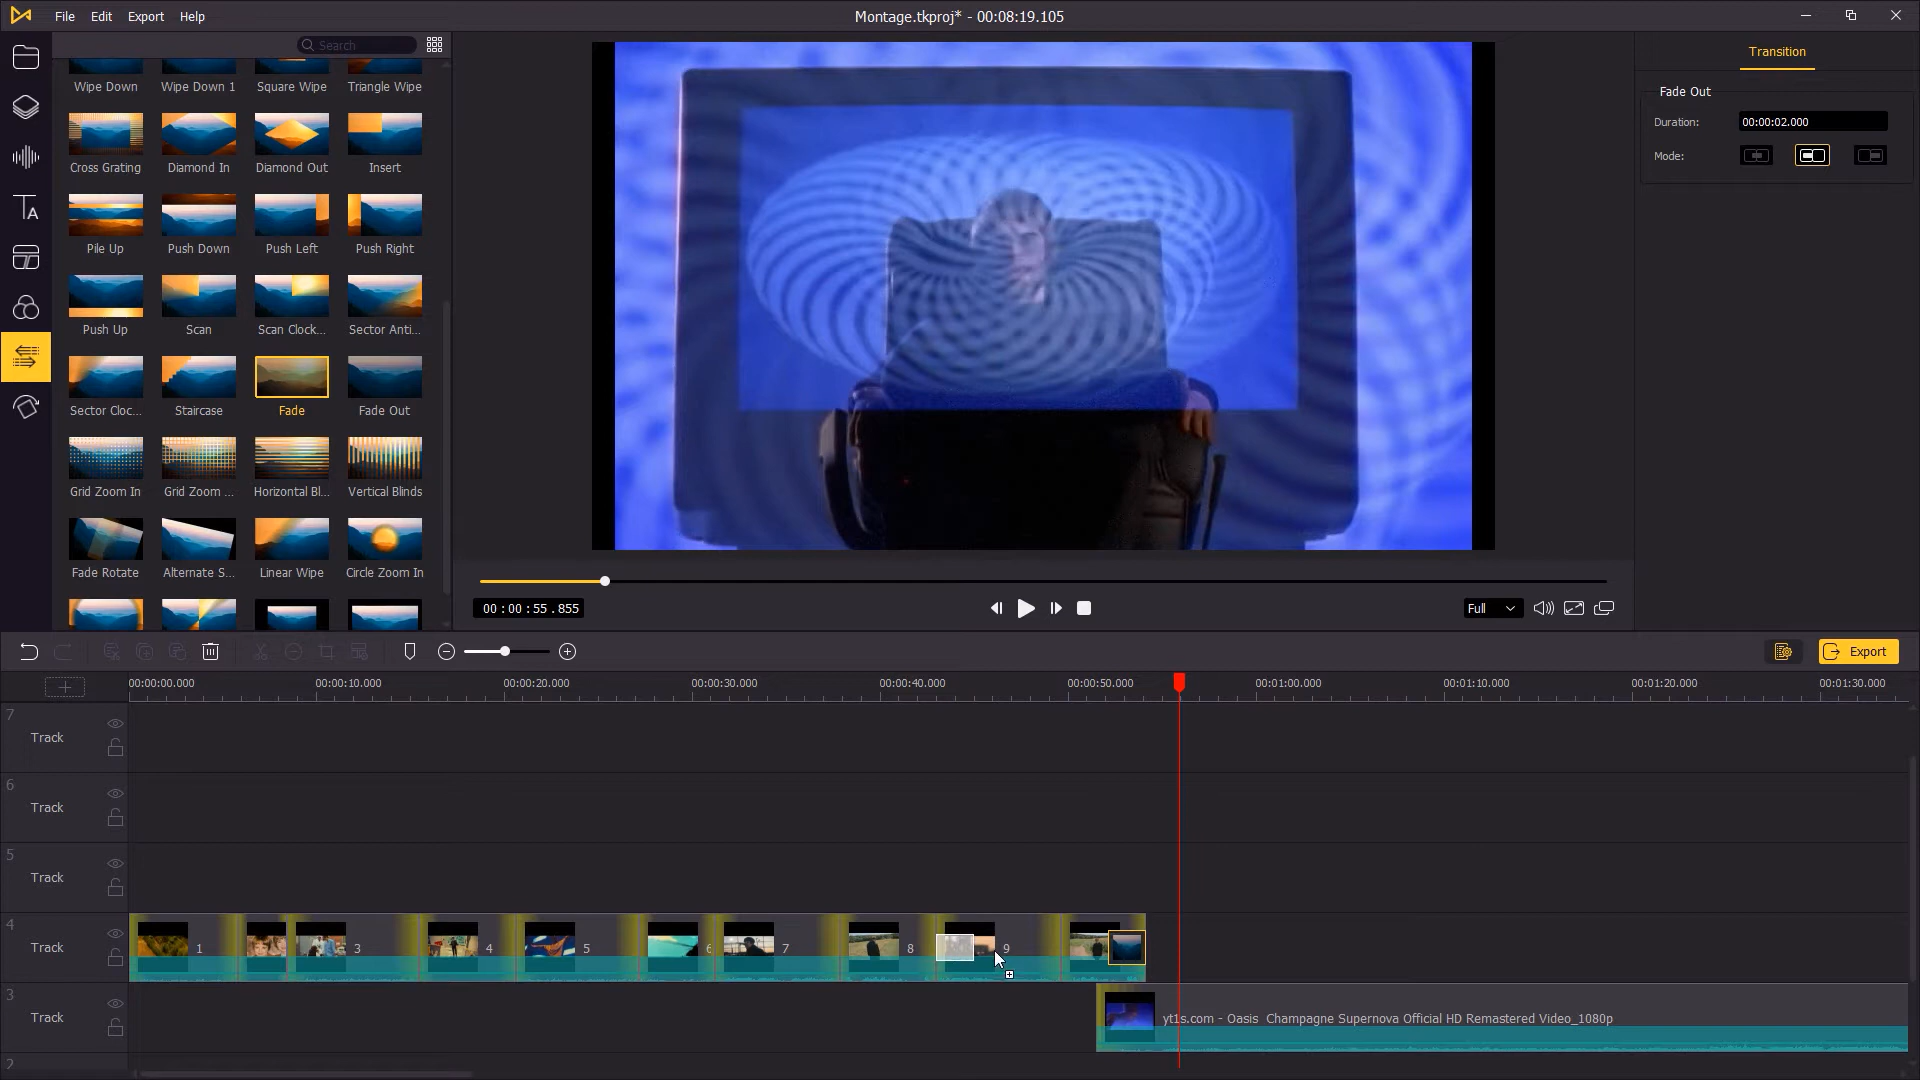 File Edit Export Help
Montage.tkproj* - 00:08:19.105
Search
Transition
Wipe Down Wipe Down 1 Square Wipe Triangle Wipe
Fade Out
Duration: 00:00:02.000
Mode:
Cross Grating Diamond In Diamond Out Insert
Pile Up Push Down Push Left Push Right
Push Up Scan Scan Clock... Sector Anti...
Sector Cloc... Staircase Fade Fade Out
Grid Zoom In Grid Zoom ... Horizontal Bl... Vertical Blinds
Fade Rotate Alternate S... Linear Wipe Circle Zoom In
00 : 00 : 55 . 855
Full
Export
00:00:00.000 00:00:10.000 00:00:20.000 00:00:30.000 00:00:40.000 00:00:50.000 00:01:00.000 00:01:10.000 00:01:20.000 00:01:30.000
7
Track
6
Track
5
Track
4
Track 1 3 4 5 6 7 8 9
3
Track yt1s.com - Oasis Champagne Supernova Official HD Remastered Video_1080p
2